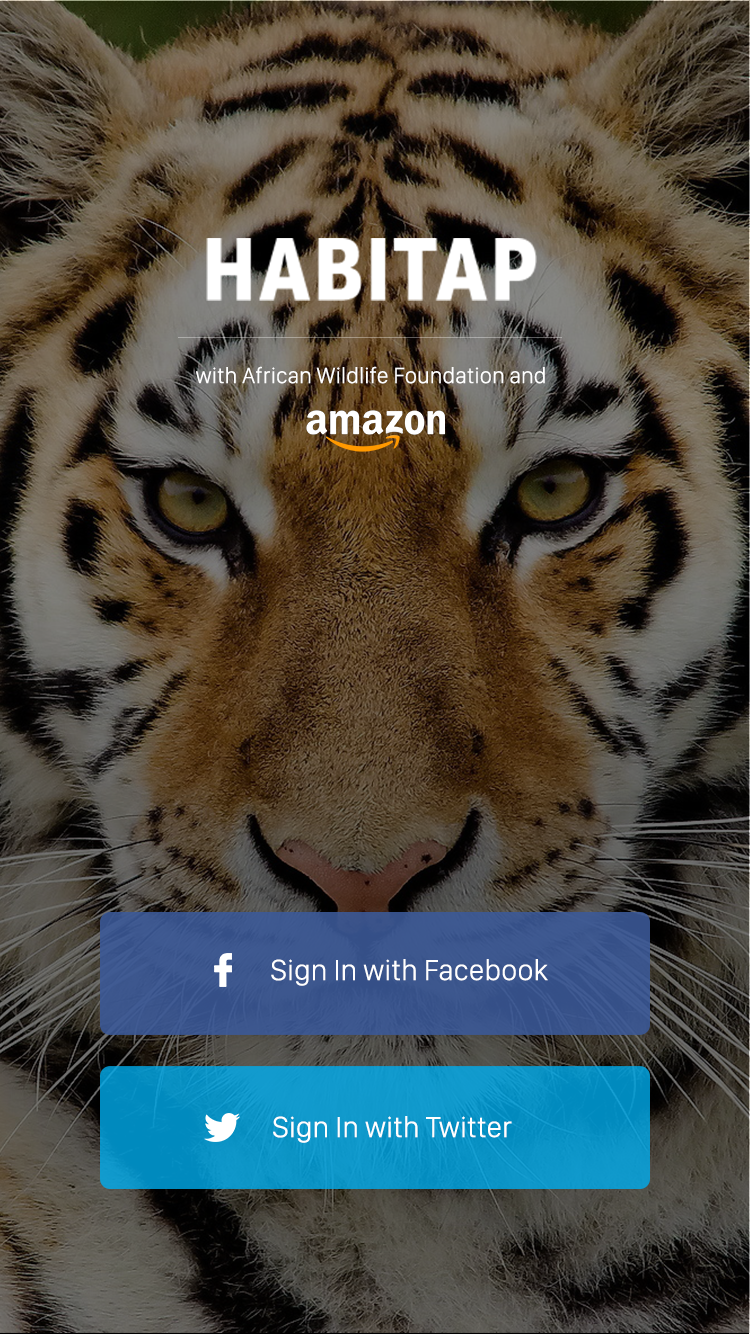 HABITAP
with African Wildlife Foundation and
amazon
Sign In with Facebook
Sign In with Twitter